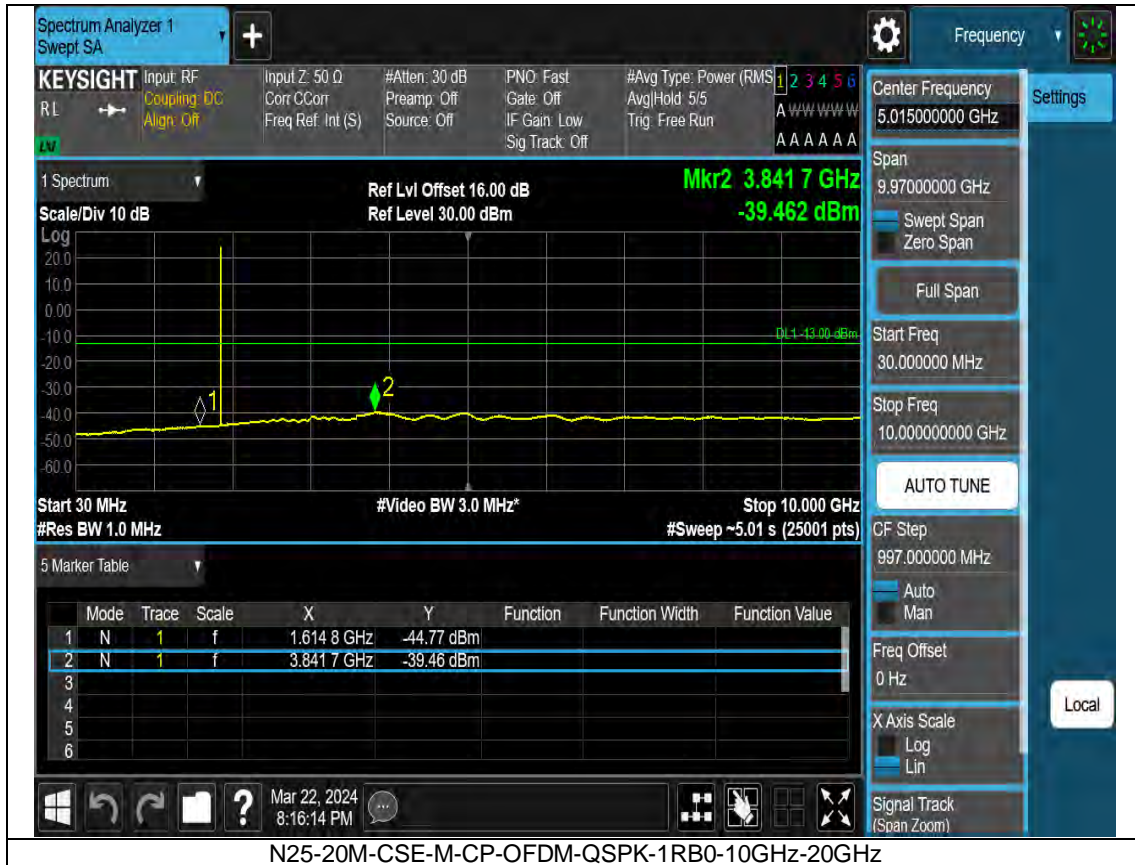 Spectrum Analyzer 1
Swept SA
Frequency
KEYSIGHT
RL
Input: RF
Coupling: DC
Align: Off
Input Z: 50 Ω
Corr CCorr
Freq Ref: Int (S)
#Atten: 30 dB
Preamp: Off
Source: Off
PNO: Fast
Gate: Off
IF Gain: Low
Sig Track: Off
#Avg Type: Power (RMS
Avg|Hold: 5/5
Trig: Free Run
1 2 3 4 5 6
A W W W W W
A A A A A A
1 Spectrum
Scale/Div 10 dB
Ref Lvl Offset 16.00 dB
Ref Level 30.00 dBm
Mkr2 3.841 7 GHz
-39.462 dBm
Log
20.0
10.0
0.00
-10.0
-20.0
-30.0
-40.0
-50.0
-60.0
DL1 -13.00 dBm
1
2
Start 30 MHz
#Video BW 3.0 MHz*
Stop 10.000 GHz
#Res BW 1.0 MHz
#Sweep ~5.01 s (25001 pts)
5 Marker Table
Mode Trace Scale X Y Function Function Width Function Value
1 N 1 f 1.614 8 GHz -44.77 dBm
2 N 1 f 3.841 7 GHz -39.46 dBm
3
4
5
6
Mar 22, 2024
8:16:14 PM
Center Frequency
5.015000000 GHz
Settings
Span
9.97000000 GHz
Swept Span
Zero Span
Full Span
Start Freq
30.000000 MHz
Stop Freq
10.000000000 GHz
AUTO TUNE
CF Step
997.000000 MHz
Auto
Man
Freq Offset
0 Hz
X Axis Scale
Log
Lin
Local
Signal Track
(Span Zoom)
N25-20M-CSE-M-CP-OFDM-QSPK-1RB0-10GHz-20GHz